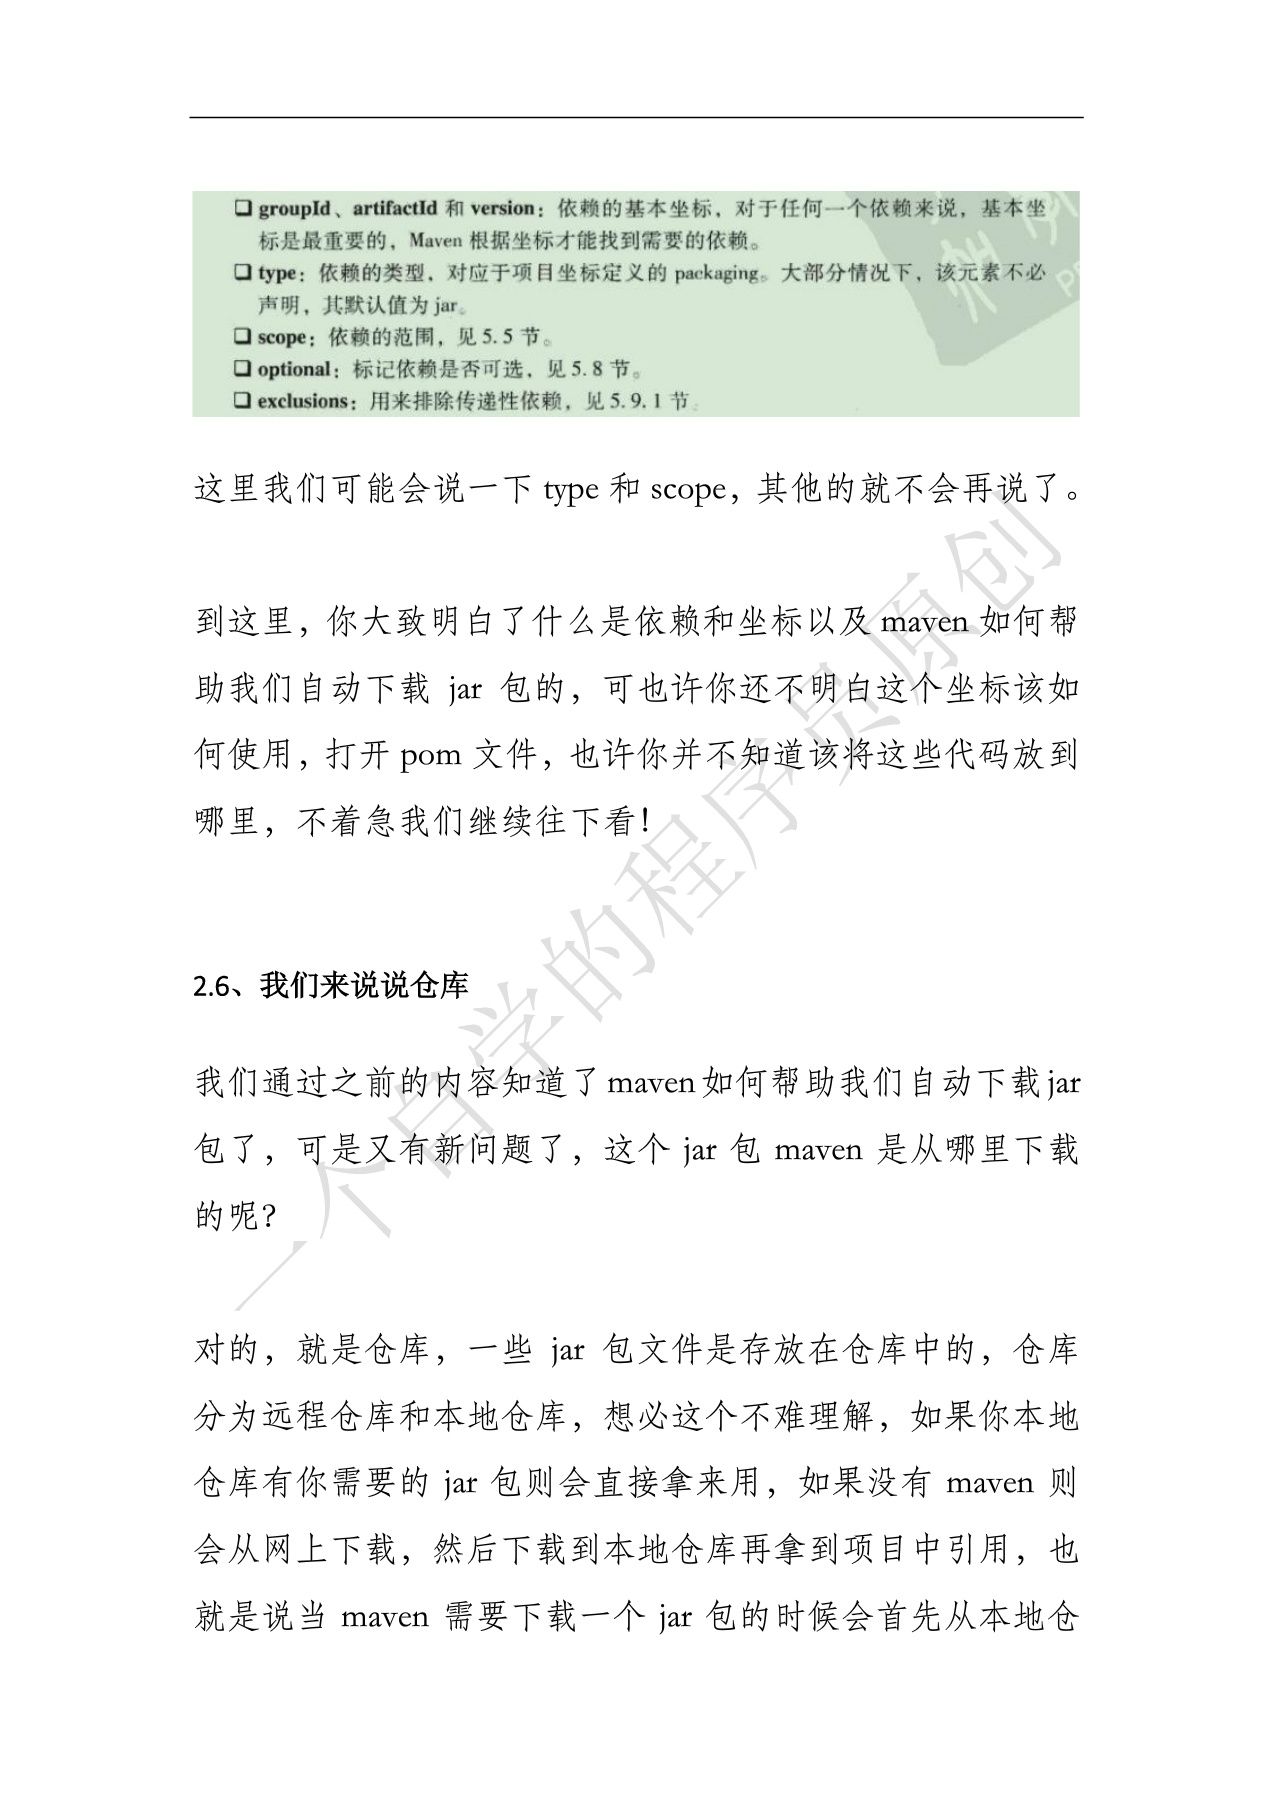 ❑ groupId、artifactId 和 version：依赖的基本坐标，对于任何一个依赖来说，基本坐
标是最重要的，Maven 根据坐标才能找到需要的依赖。
❑ type：依赖的类型，对应于项目坐标定义的 packaging。大部分情况下，该元素不必
声明，其默认值为 jar。
❑ scope：依赖的范围，见 5.5 节。
❑ optional：标记依赖是否可选，见 5.8 节。
❑ exclusions：用来排除传递性依赖，见 5.9.1 节。
这里我们可能会说一下 type 和 scope，其他的就不会再说了。
到这里，你大致明白了什么是依赖和坐标以及 maven 如何帮
助我们自动下载 jar 包的，可也许你还不明白这个坐标该如
何使用，打开 pom 文件，也许你并不知道该将这些代码放到
哪里，不着急我们继续往下看！
2.6、我们来说说仓库
我们通过之前的内容知道了 maven 如何帮助我们自动下载 jar
包了，可是又有新问题了，这个 jar 包 maven 是从哪里下载
的呢？
对的，就是仓库，一些 jar 包文件是存放在仓库中的，仓库
分为远程仓库和本地仓库，想必这个不难理解，如果你本地
仓库有你需要的 jar 包则会直接拿来用，如果没有 maven 则
会从网上下载，然后下载到本地仓库再拿到项目中引用，也
就是说当 maven 需要下载一个 jar 包的时候会首先从本地仓
一个自学的程序员原创